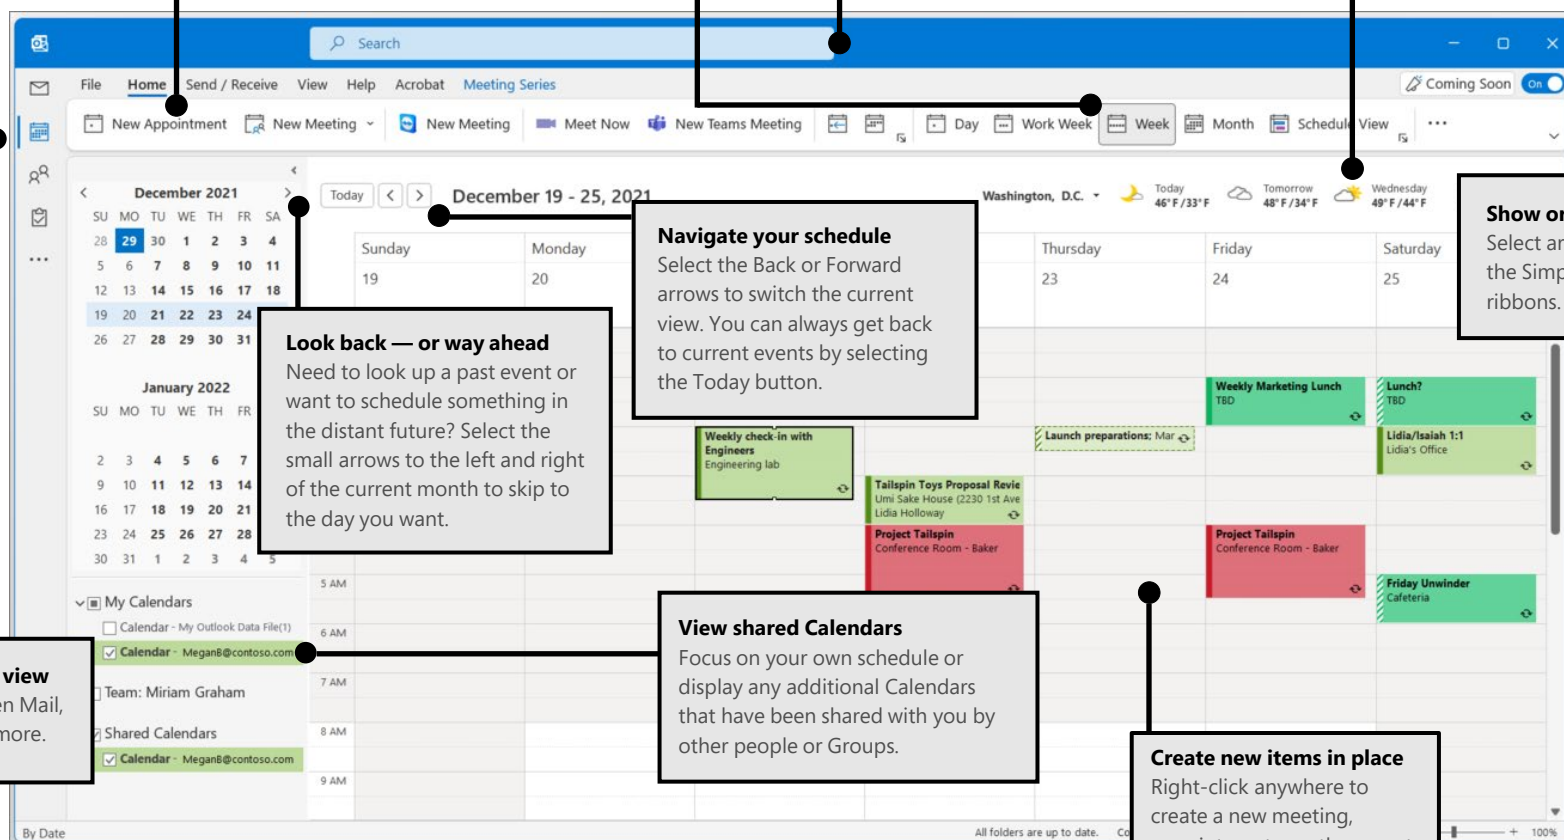 Search
File Home Send / Receive View Help Acrobat Meeting Series
Coming Soon On
New Appointment New Meeting New Meeting Meet Now New Teams Meeting Day Work Week Week Month Schedule View ...
December 2021
SU MO TU WE TH FR SA
28 29 30 1 2 3 4
5 6 7 8 9 10 11
12 13 14 15 16 17 18
19 20 21 22 23 24
26 27 28 29 30 31
January 2022
SU MO TU WE TH FR
2 3 4 5 6 7
9 10 11 12 13 14
16 17 18 19 20 21
23 24 25 26 27 28
30 31 1 2 3 4 5
My Calendars
Calendar - My Outlook Data File(1)
Calendar - MeganB@contoso.com
Team: Miriam Graham
Shared Calendars
Calendar - MeganB@contoso.com
view
en Mail,
more.
Today December 19 - 25, 2021
Washington, D.C.
Today
46°F/33°F
Tomorrow
48°F/34°F
Wednesday
49°F/44°F
Sunday Monday Thursday Friday Saturday
19 20 23 24 25
Look back — or way ahead
Need to look up a past event or
want to schedule something in
the distant future? Select the
small arrows to the left and right
of the current month to skip to
the day you want.
Navigate your schedule
Select the Back or Forward
arrows to switch the current
view. You can always get back
to current events by selecting
the Today button.
Show or
Select
the
ribbons.
Weekly check-in with
Engineers
Engineering lab
Tailspin Toys Proposal Revie
Umi Sake House (2230 1st Ave
Lidia Holloway
Project Tailspin
Conference Room - Baker
Launch preparations; Mar
Weekly Marketing Lunch
TBD
Project Tailspin
Conference Room - Baker
Lunch?
TBD
Lidia/Isaiah 1:1
Lidia's Office
Friday Unwinder
Cafeteria
5 AM
6 AM
7 AM
8 AM
9 AM
View shared Calendars
Focus on your own schedule or
display any additional Calendars
that have been shared with you by
other people or Groups.
Create new items in place
Right-click anywhere to
create a new meeting,
By Date
All folders are up to date.
100%